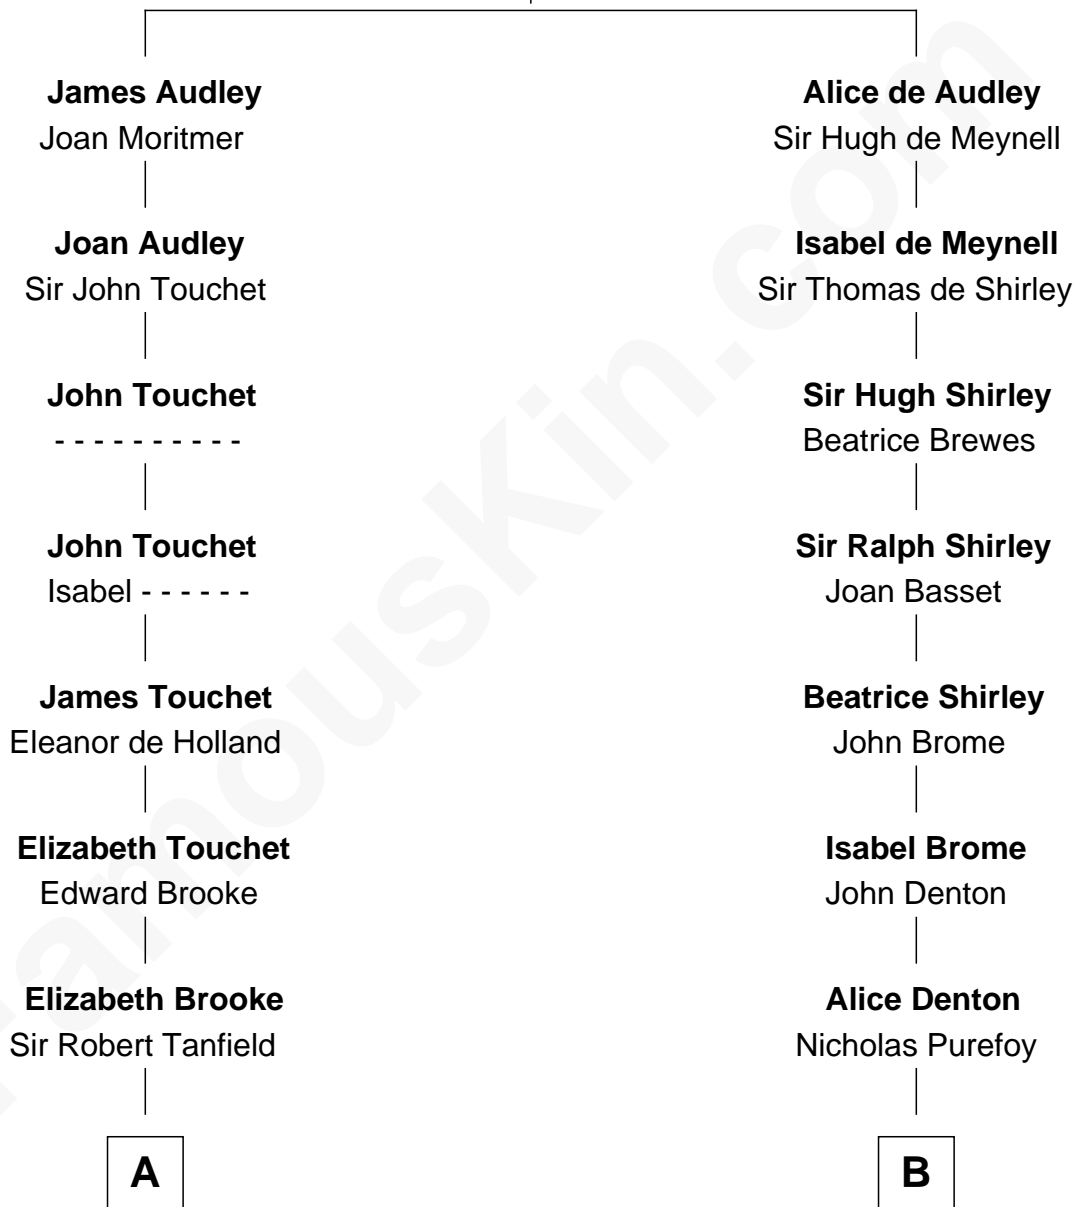 James Audley
Joan Moritmer
Joan Audley
Sir John Touchet
John Touchet
- - - - - - - - - -
John Touchet
Isabel - - - - - -
James Touchet
Eleanor de Holland
Elizabeth Touchet
Edward Brooke
Elizabeth Brooke
Sir Robert Tanfield
A
Alice de Audley
Sir Hugh de Meynell
Isabel de Meynell
Sir Thomas de Shirley
Sir Hugh Shirley
Beatrice Brewes
Sir Ralph Shirley
Joan Basset
Beatrice Shirley
John Brome
Isabel Brome
John Denton
Alice Denton
Nicholas Purefoy
B
FamousKin.com